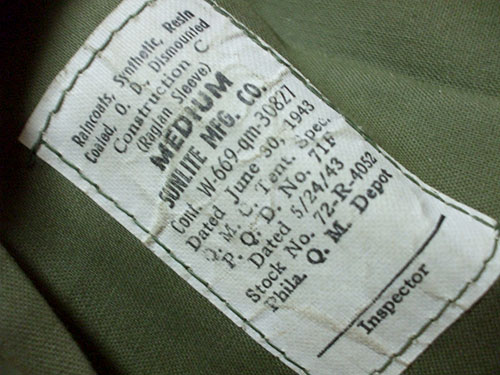 Raincoats, Synthetic, Resin
Coated, O. D., Dismounted
Construction C
(Raglan Sleeve)
MEDIUM
SUNLITE MFG. CO.
Cont. W-669-qm-30827
Dated June 30, 1943
Q. M. C. Tent. Spec.
P. Q. D. No. 71F
Dated 5/24/43
Stock No. 72-R-4052
Phila. Q. M. Depot
Inspector